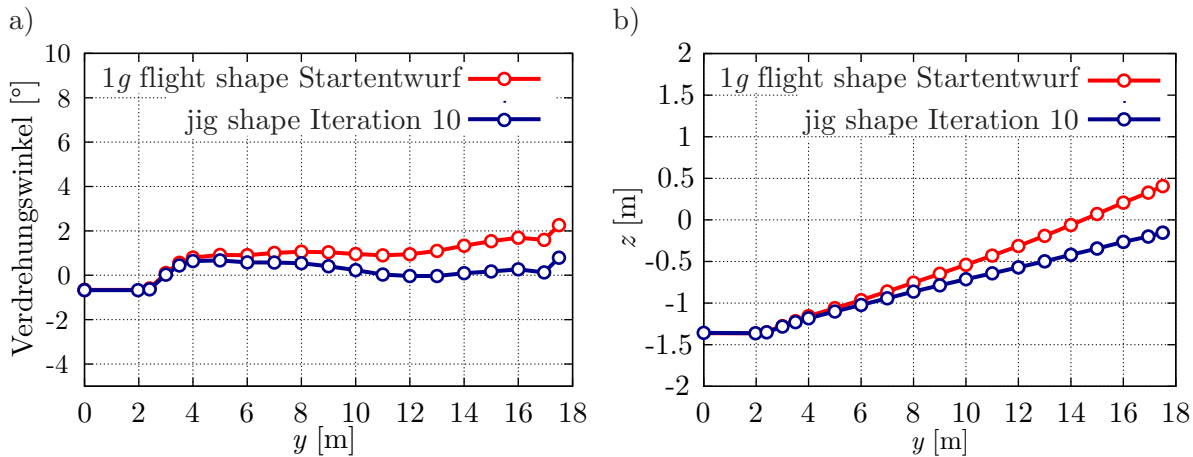 a)
10
8
6
4
2
0
-2
-4
Verdrehungswinkel [°]
1g flight shape Startentwurf
jig shape Iteration 10
0 2 4 6 8 10 12 14 16 18
y [m]
b)
2
1.5
1
0.5
0
-0.5
-1
-1.5
-2
z [m]
1g flight shape Startentwurf
jig shape Iteration 10
0 2 4 6 8 10 12 14 16 18
y [m]